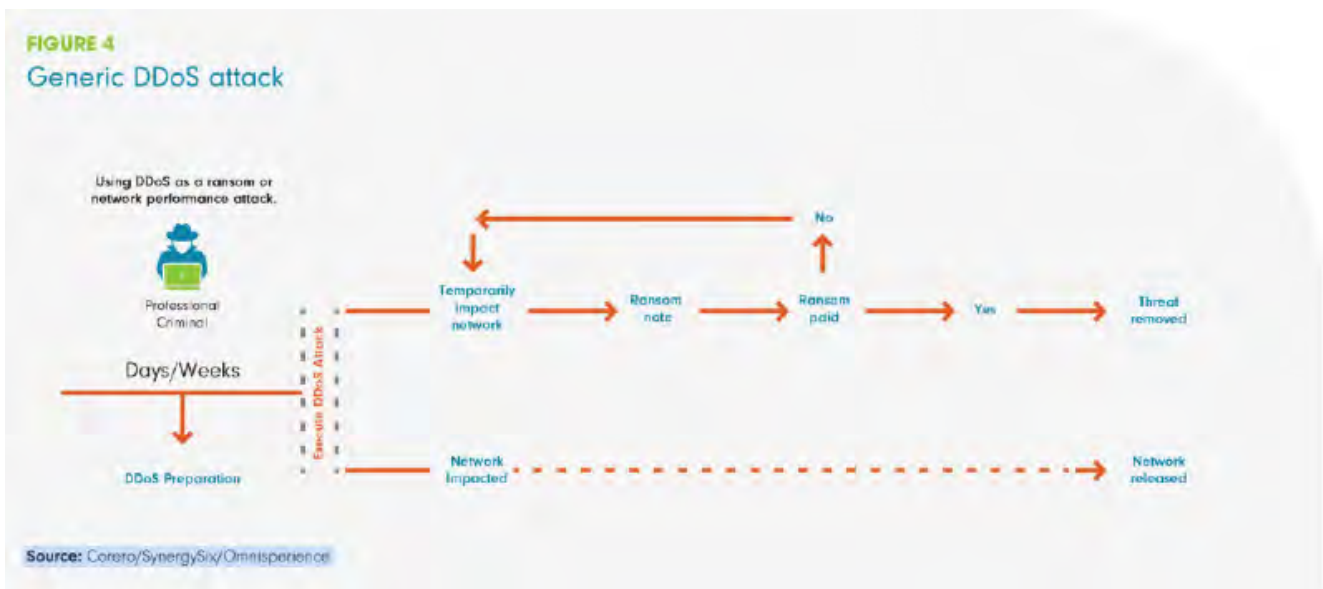 FIGURE 4
Generic DDoS attack
Using DDoS as a ransom or
network performance attack.
Professional
Criminal
Days/Weeks
DDoS Preparation
Execute DDoS Attack
No
Temporarily
impact
network
Ransom
note
Ransom
paid
Yes
Threat
removed
Network
Impacted
Network
released
Source: Corero/SynergySix/Omnisperience